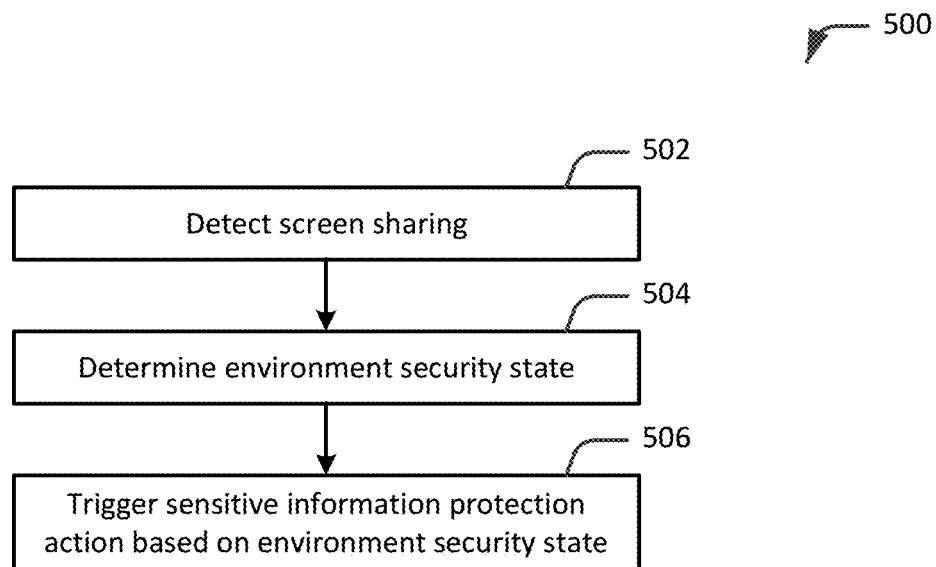 500
502
Detect screen sharing
504
Determine environment security state
506
Trigger sensitive information protection
action based on environment security state